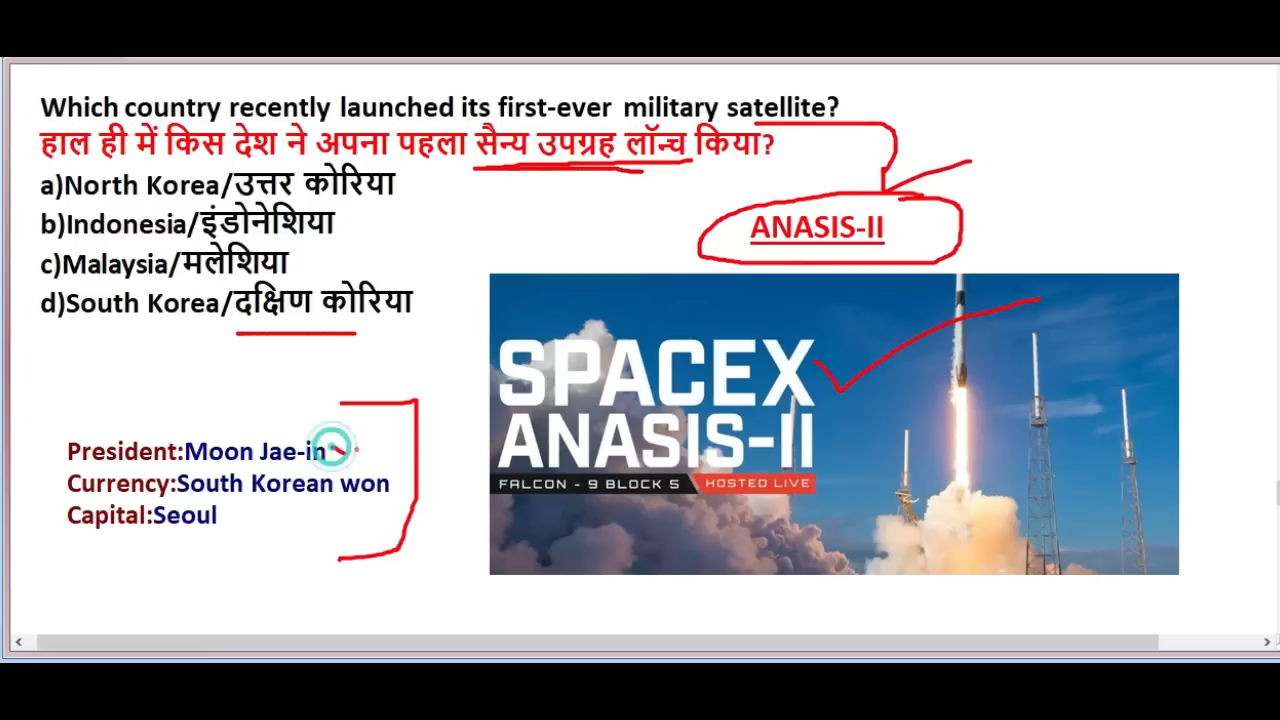 Which country recently launched its first-ever military satellite?
हाल ही में किस देश ने अपना पहला सैन्य उपग्रह लॉन्च किया?
a)North Korea/उत्तर कोरिया
b)Indonesia/इंडोनेशिया
c)Malaysia/मलेशिया
d)South Korea/दक्षिण कोरिया
ANASIS-II
SPACEX
ANASIS-II
FALCON - 9 BLOCK 5
HOSTED LIVE
President:Moon Jae-in
Currency:South Korean won
Capital:Seoul